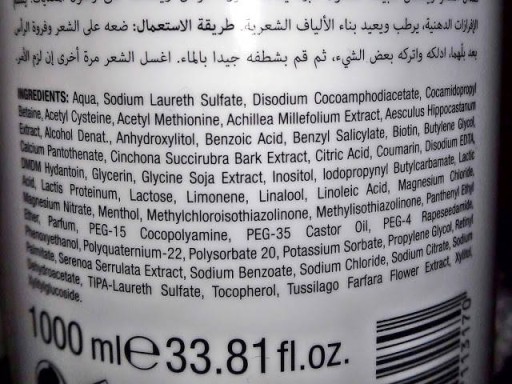 الإفرازات الدهنية، يرطب ويعيد بناء الألياف الشعرية. طريقة الاستعمال: ضعه على الشعر وفروة الرأس
بعد بلهما، ادلكه واتركه بعض الشيء، ثم قم بشطفه جيدا بالماء. اغسل الشعر مرة أخرى إن لزم الأمر.
INGREDIENTS: Aqua, Sodium Laureth Sulfate, Disodium Cocoamphodiacetate, Cocamidopropyl
Betaine, Acetyl Cysteine, Acetyl Methionine, Achillea Millefolium Extract, Aesculus Hippocastanum
Extract, Alcohol Denat., Anhydroxylitol, Benzoic Acid, Benzyl Salicylate, Biotin, Butylene Glycol,
Calcium Pantothenate, Cinchona Succirubra Bark Extract, Citric Acid, Coumarin, Disodium EDTA,
DMDM Hydantoin, Glycerin, Glycine Soja Extract, Inositol, Iodopropynyl Butylcarbamate, Lactic
Acid, Lactis Proteinum, Lactose, Limonene, Linalool, Linoleic Acid, Magnesium Chloride,
Magnesium Nitrate, Menthol, Methylchloroisothiazolinone, Methylisothiazolinone, Panthenyl Ethyl
Ether, Parfum, PEG-15 Cocopolyamine, PEG-35 Castor Oil, PEG-4 Rapeseedamide,
Phenoxyethanol, Polyquaternium-22, Polysorbate 20, Potassium Sorbate, Propylene Glycol, Retinyl
Palmitate, Serenoa Serrulata Extract, Sodium Benzoate, Sodium Chloride, Sodium Citrate, Sodium
Dehydroacetate, TIPA-Laureth Sulfate, Tocopherol, Tussilago Farfara Flower Extract, Xylitol,
Xylitylglucoside.
1000 ml ℮ 33.81 fl.oz.
113170